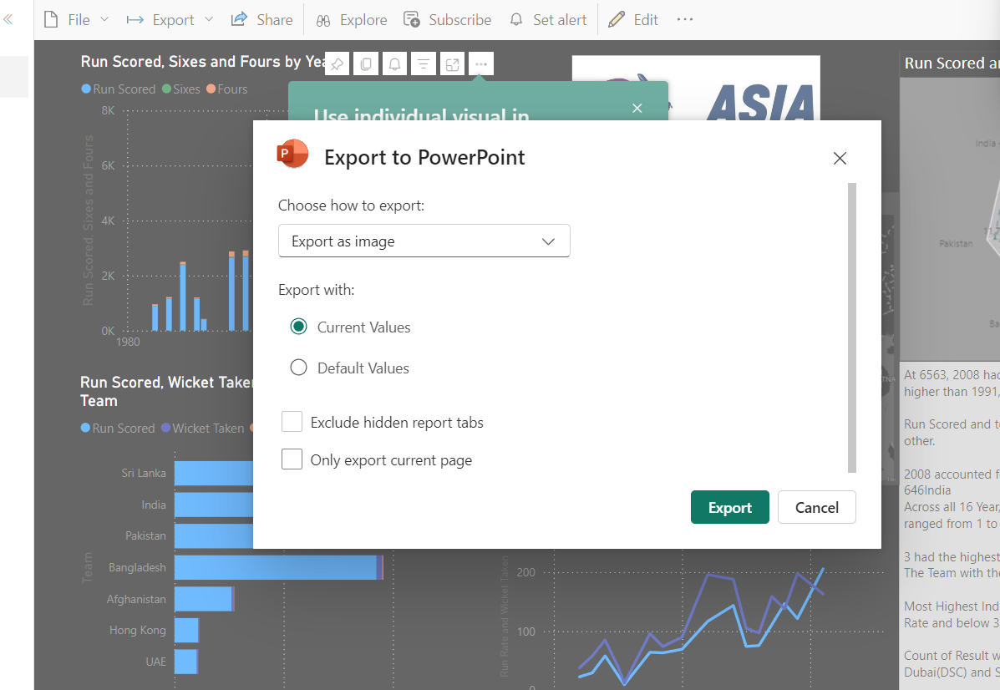 File
Export
Share
Explore
Subscribe
Set alert
Edit
Run Scored, Sixes and Fours by Yea
Run Scored
Sixes
Fours
8K
6K
4K
2K
0K
1980
Run Scored, Sixes and Fours
Use individual visual in
ASIA
Run Scored an
India
Pakistan
Export to PowerPoint
Choose how to export:
Export as image
Export with:
Current Values
Default Values
Exclude hidden report tabs
Only export current page
Export
Cancel
Run Scored, Wicket Taken
Team
Run Scored
Wicket Taken
Sri Lanka
India
Pakistan
Bangladesh
Afghanistan
Hong Kong
UAE
Team
200
100
0
Run Rate and Wicket Taken
At 6563, 2008 had
higher than 1991,
Run Scored and to
other.
2008 accounted f
646India
Across all 16 Year,
ranged from 1 to
3 had the highest
The Team with the
Most Highest Ind
Rate and below 3
Count of Result w
Dubai(DSC) and S